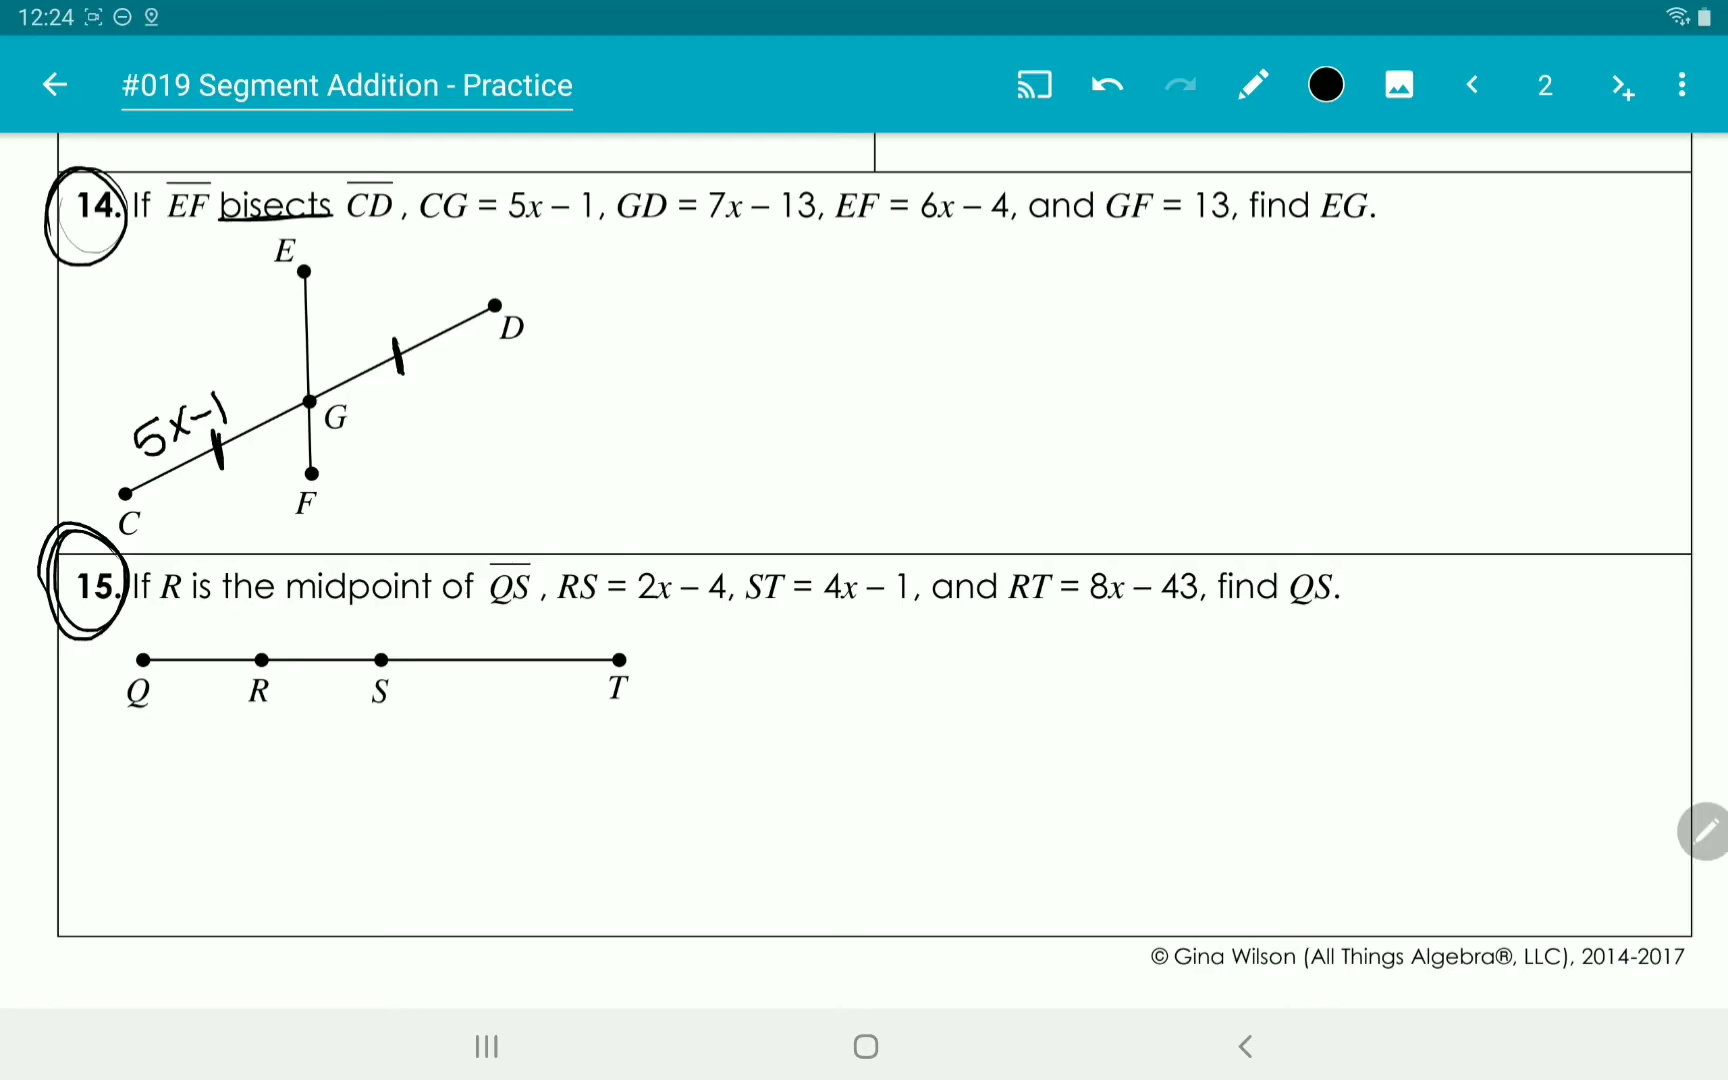 12:24
#019 Segment Addition - Practice
2
14. If EF bisects CD, CG = 5x – 1, GD = 7x – 13, EF = 6x – 4, and GF = 13, find EG.
E
D
5x-1
G
F
C
15. If R is the midpoint of QS, RS = 2x – 4, ST = 4x – 1, and RT = 8x – 43, find QS.
Q R S T
© Gina Wilson (All Things Algebra®, LLC), 2014-2017